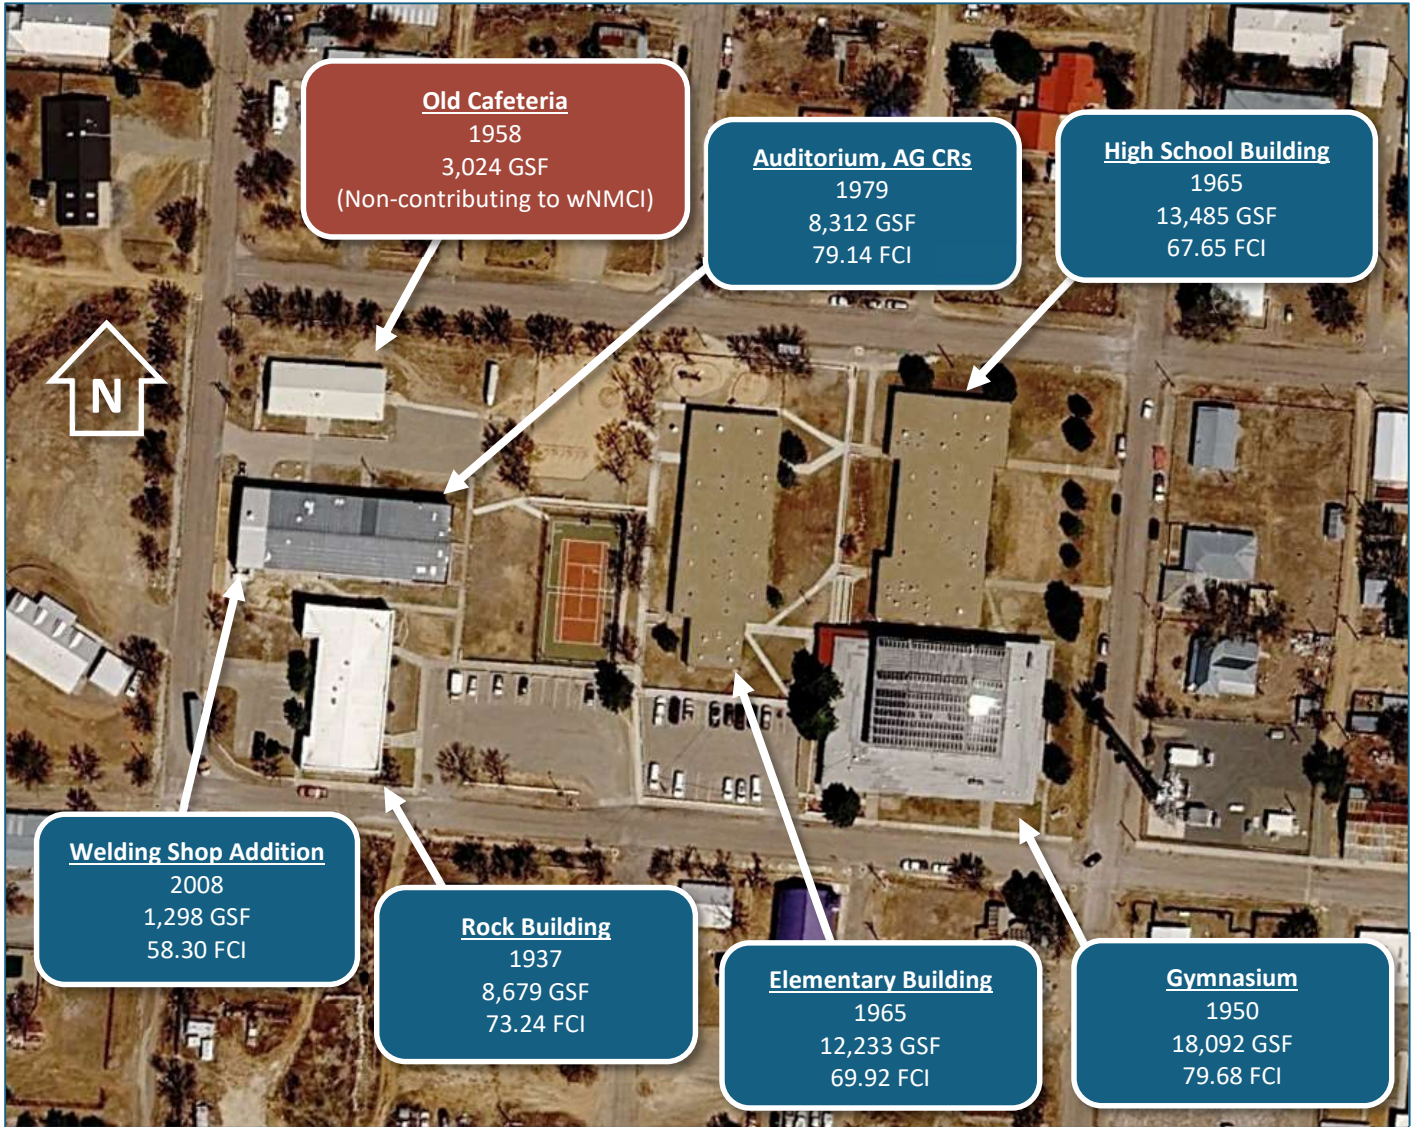 Old Cafeteria
1958
3,024 GSF
(Non-contributing to wNMCI)
Auditorium, AG CRs
1979
8,312 GSF
79.14 FCI
High School Building
1965
13,485 GSF
67.65 FCI
N
Welding Shop Addition
2008
1,298 GSF
58.30 FCI
Rock Building
1937
8,679 GSF
73.24 FCI
Elementary Building
1965
12,233 GSF
69.92 FCI
Gymnasium
1950
18,092 GSF
79.68 FCI